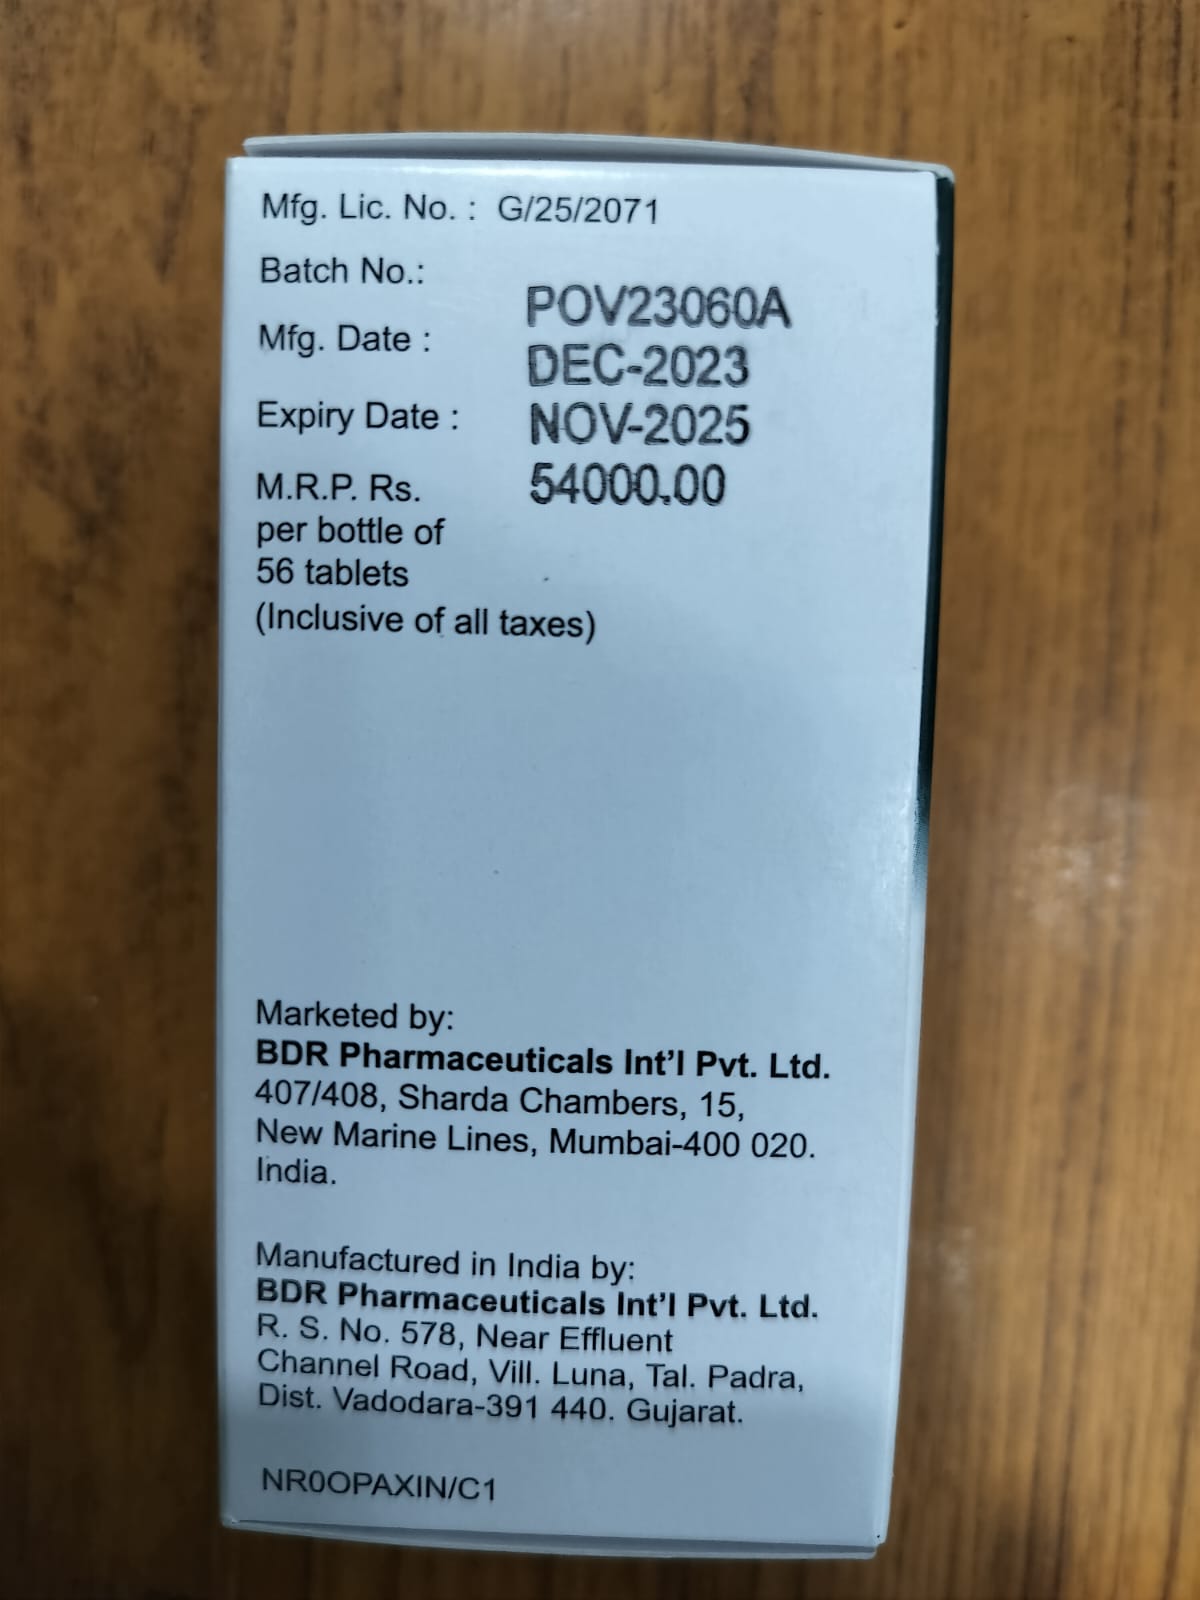 Mfg. Lic. No. : G/25/2071
Batch No.: POV23060A
Mfg. Date : DEC-2023
Expiry Date : NOV-2025
M.R.P. Rs. 54000.00
per bottle of
56 tablets
(Inclusive of all taxes)
Marketed by:
BDR Pharmaceuticals Int'l Pvt. Ltd.
407/408, Sharda Chambers, 15,
New Marine Lines, Mumbai-400 020.
India.
Manufactured in India by:
BDR Pharmaceuticals Int'l Pvt. Ltd.
R. S. No. 578, Near Effluent
Channel Road, Vill. Luna, Tal. Padra,
Dist. Vadodara-391 440. Gujarat.
NR0OPAXIN/C1